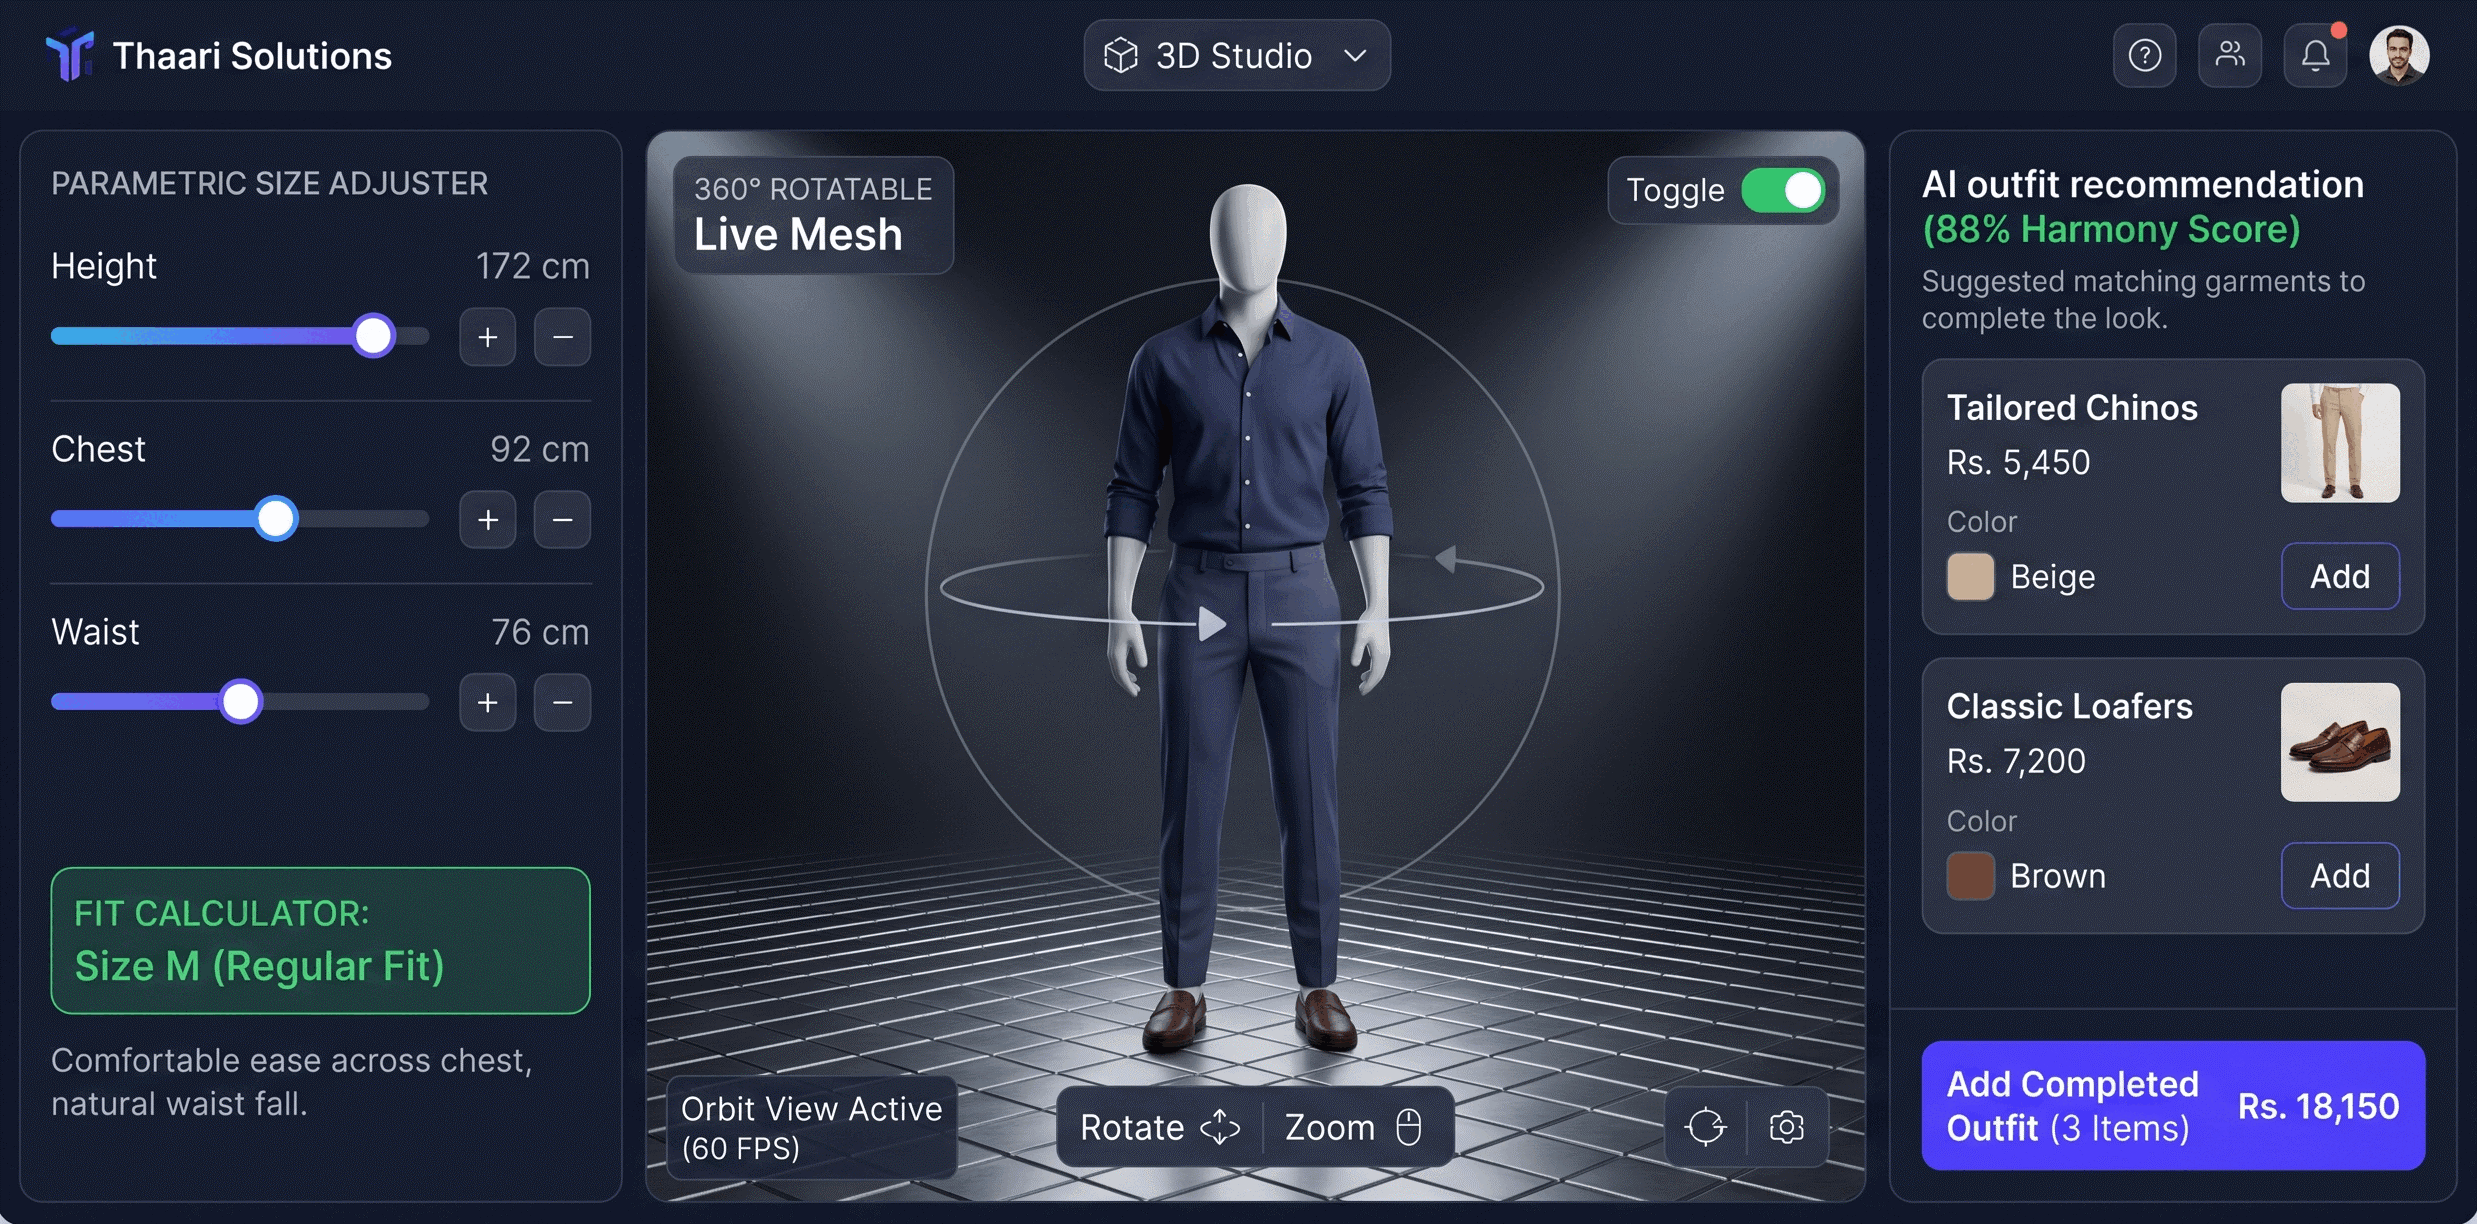 Thaari Solutions
3D Studio
PARAMETRIC SIZE ADJUSTER
Height 172 cm
Chest 92 cm
Waist 76 cm
FIT CALCULATOR:
Size M (Regular Fit)
Comfortable ease across chest,
natural waist fall.
360° ROTATABLE
Live Mesh
Toggle
Orbit View Active
(60 FPS)
Rotate
Zoom
AI outfit recommendation
(88% Harmony Score)
Suggested matching garments to
complete the look.
Tailored Chinos
Rs. 5,450
Color
Beige
Add
Classic Loafers
Rs. 7,200
Color
Brown
Add
Add Completed
Outfit (3 Items)
Rs. 18,150